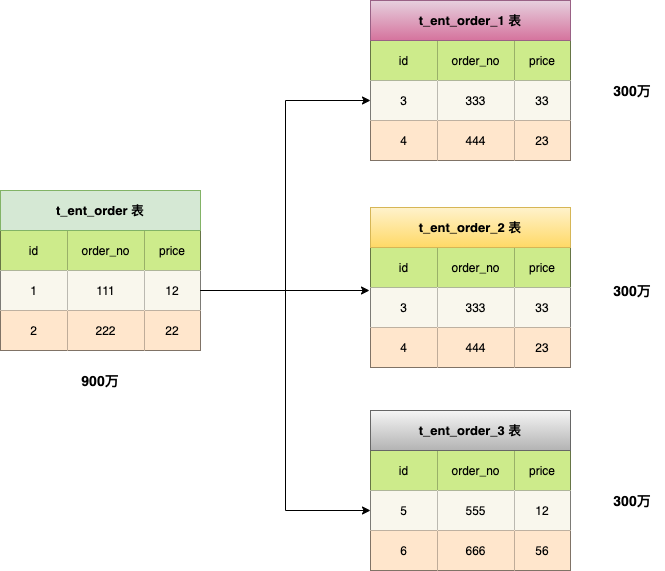 t_ent_order_1 表
id order_no price
3 333 33
4 444 23
300万
t_ent_order 表
id order_no price
1 111 12
2 222 22
900万
t_ent_order_2 表
id order_no price
3 333 33
4 444 23
300万
t_ent_order_3 表
id order_no price
5 555 12
6 666 56
300万